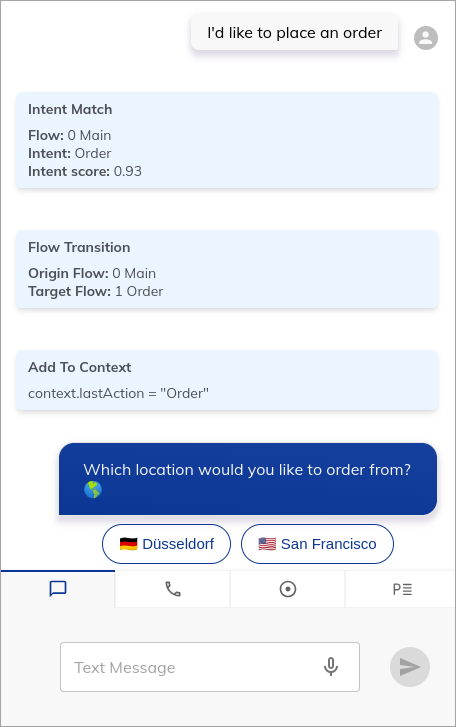 I'd like to place an order
Intent Match
Flow: 0 Main
Intent: Order
Intent score: 0.93
Flow Transition
Origin Flow: 0 Main
Target Flow: 1 Order
Add To Context
context.lastAction = "Order"
Which location would you like to order from?
🌎
🇩🇪 Düsseldorf
🇺🇸 San Francisco
Text Message